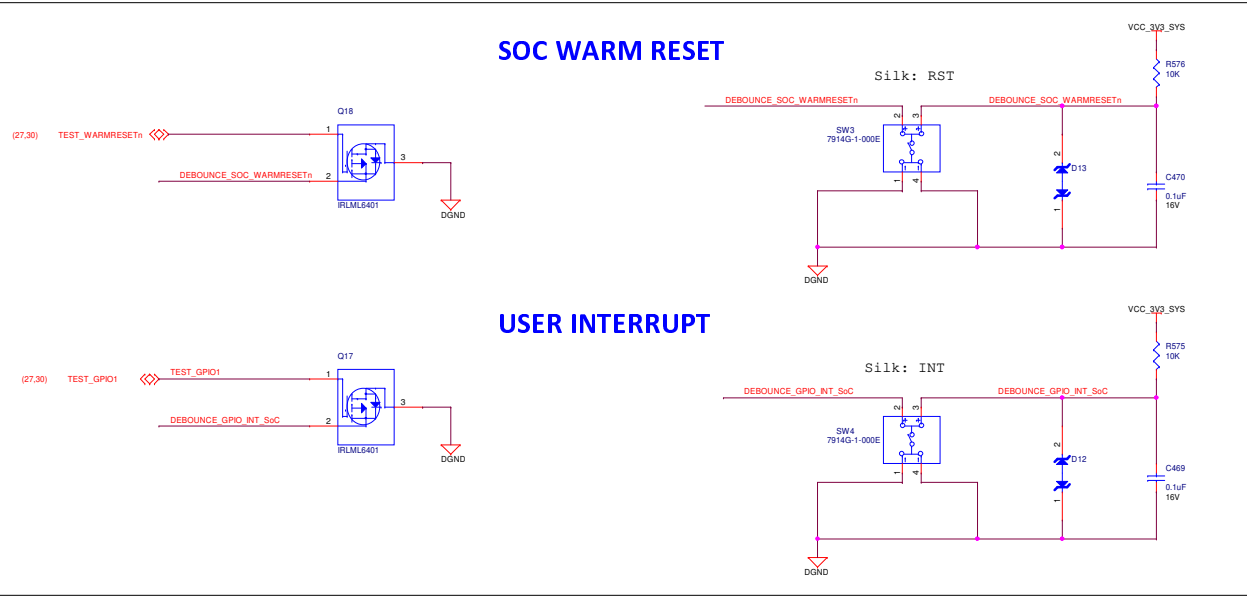 SOC WARM RESET
VCC_3V3_SYS
R576
10K
Silk: RST
DEBOUNCE_SOC_WARMRESETn
DEBOUNCE_SOC_WARMRESETn
Q18
(27,30) TEST_WARMRESETn
1
2
3
SW3
7914G-1-000E
3
DEBOUNCE_SOC_WARMRESETn
2
2
D13
C470
0.1uF
16V
1
4
1
IRLML6401
DGND
DGND
USER INTERRUPT
VCC_3V3_SYS
R575
10K
Q17
Silk: INT
(27,30) TEST_GPIO1
TEST_GPIO1
1
DEBOUNCE_GPIO_INT_SoC
DEBOUNCE_GPIO_INT_SoC
3
2
3
DEBOUNCE_GPIO_INT_SoC
2
SW4
7914G-1-000E
2
D12
IRLML6401
DGND
C469
0.1uF
16V
1
4
1
DGND